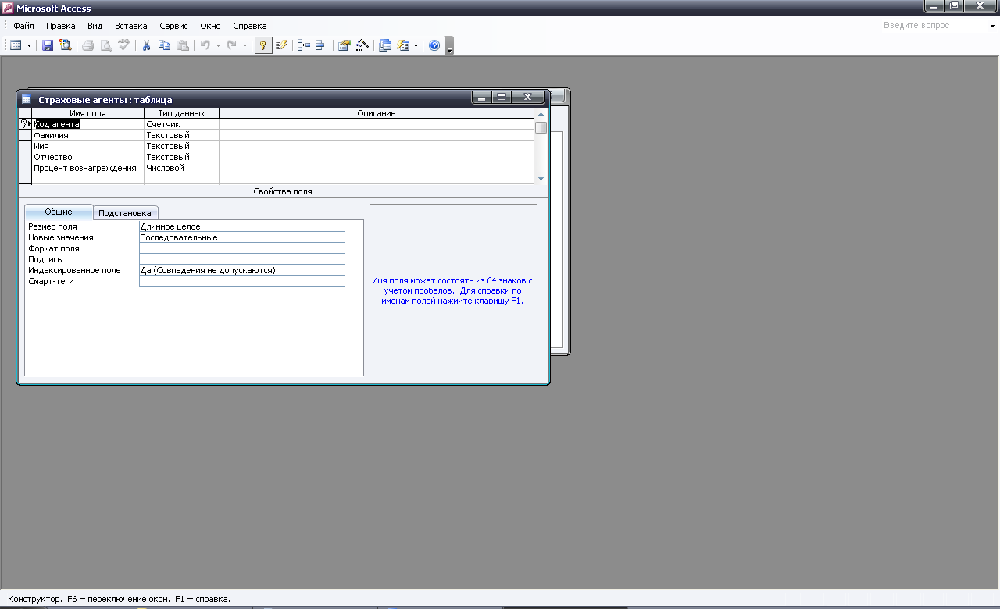 Microsoft Access
Файл Правка Вид Вставка Сервис Окно Справка
Введите вопрос
Страховые агенты : таблица
Имя поля Тип данных Описание
Код агента Счетчик
Фамилия Текстовый
Имя Текстовый
Отчество Текстовый
Процент вознаграждения Числовой
Свойства поля
Общие Подстановка
Размер поля Длинное целое
Новые значения Последовательные
Формат поля
Подпись
Индексированное поле Да (Совпадения не допускаются)
Смарт-теги
Имя поля может состоять из 64 знаков с
учетом пробелов. Для справки по
именам полей нажмите клавишу F1.
Конструктор. F6 = переключение окон. F1 = справка.